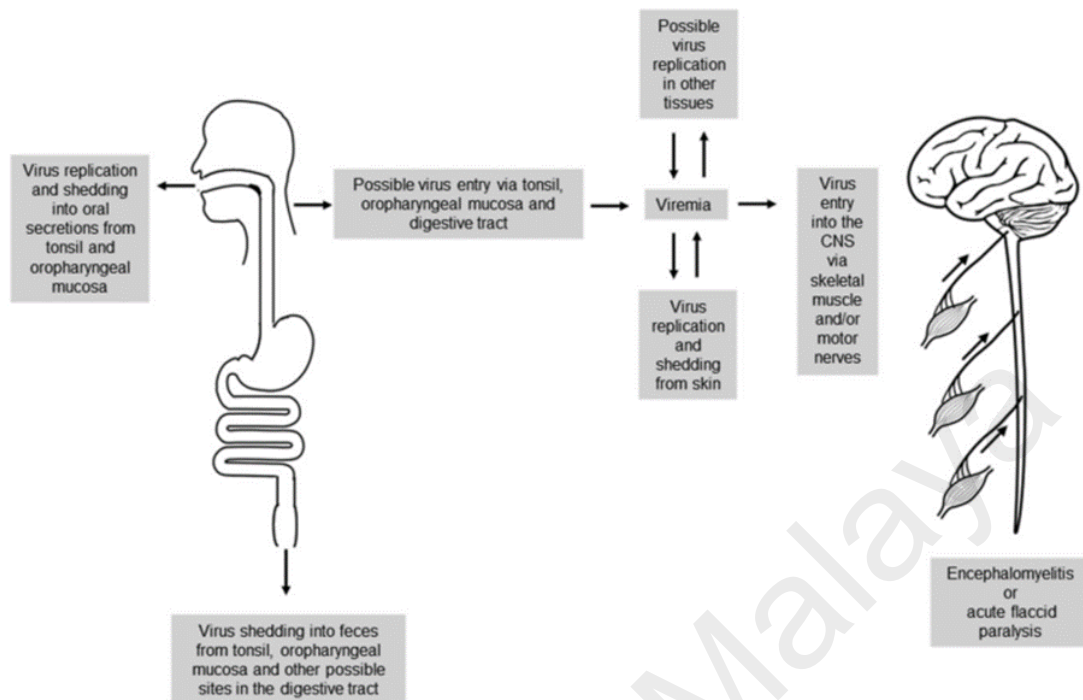 Possible
virus
replication
in other
tissues
Virus replication
and shedding
into oral
secretions from
tonsil and
oropharyngeal
mucosa
Possible virus entry via tonsil,
oropharyngeal mucosa and
digestive tract
Viremia
Virus
entry
into the
CNS
via
skeletal
muscle
and/or
motor
nerves
Virus
replication
and
shedding
from skin
Encephalomyelitis
or
acute flaccid
paralysis
Virus shedding into feces
from tonsil, oropharyngeal
mucosa and other possible
sites in the digestive tract
Malaya